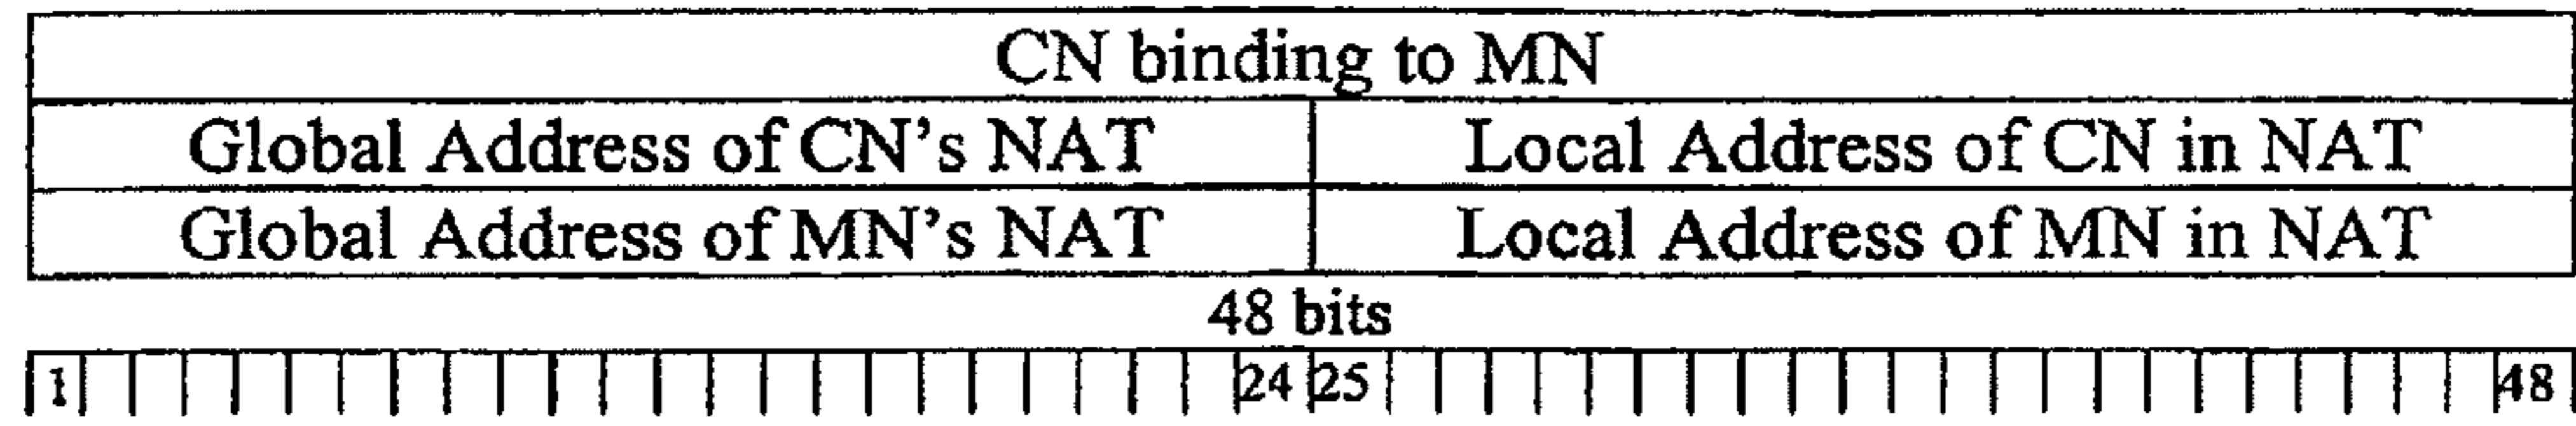 CN binding to MN
Global Address of CN's NAT Local Address of CN in NAT
Global Address of MN's NAT Local Address of MN in NAT
48 bits
1 24 25 48